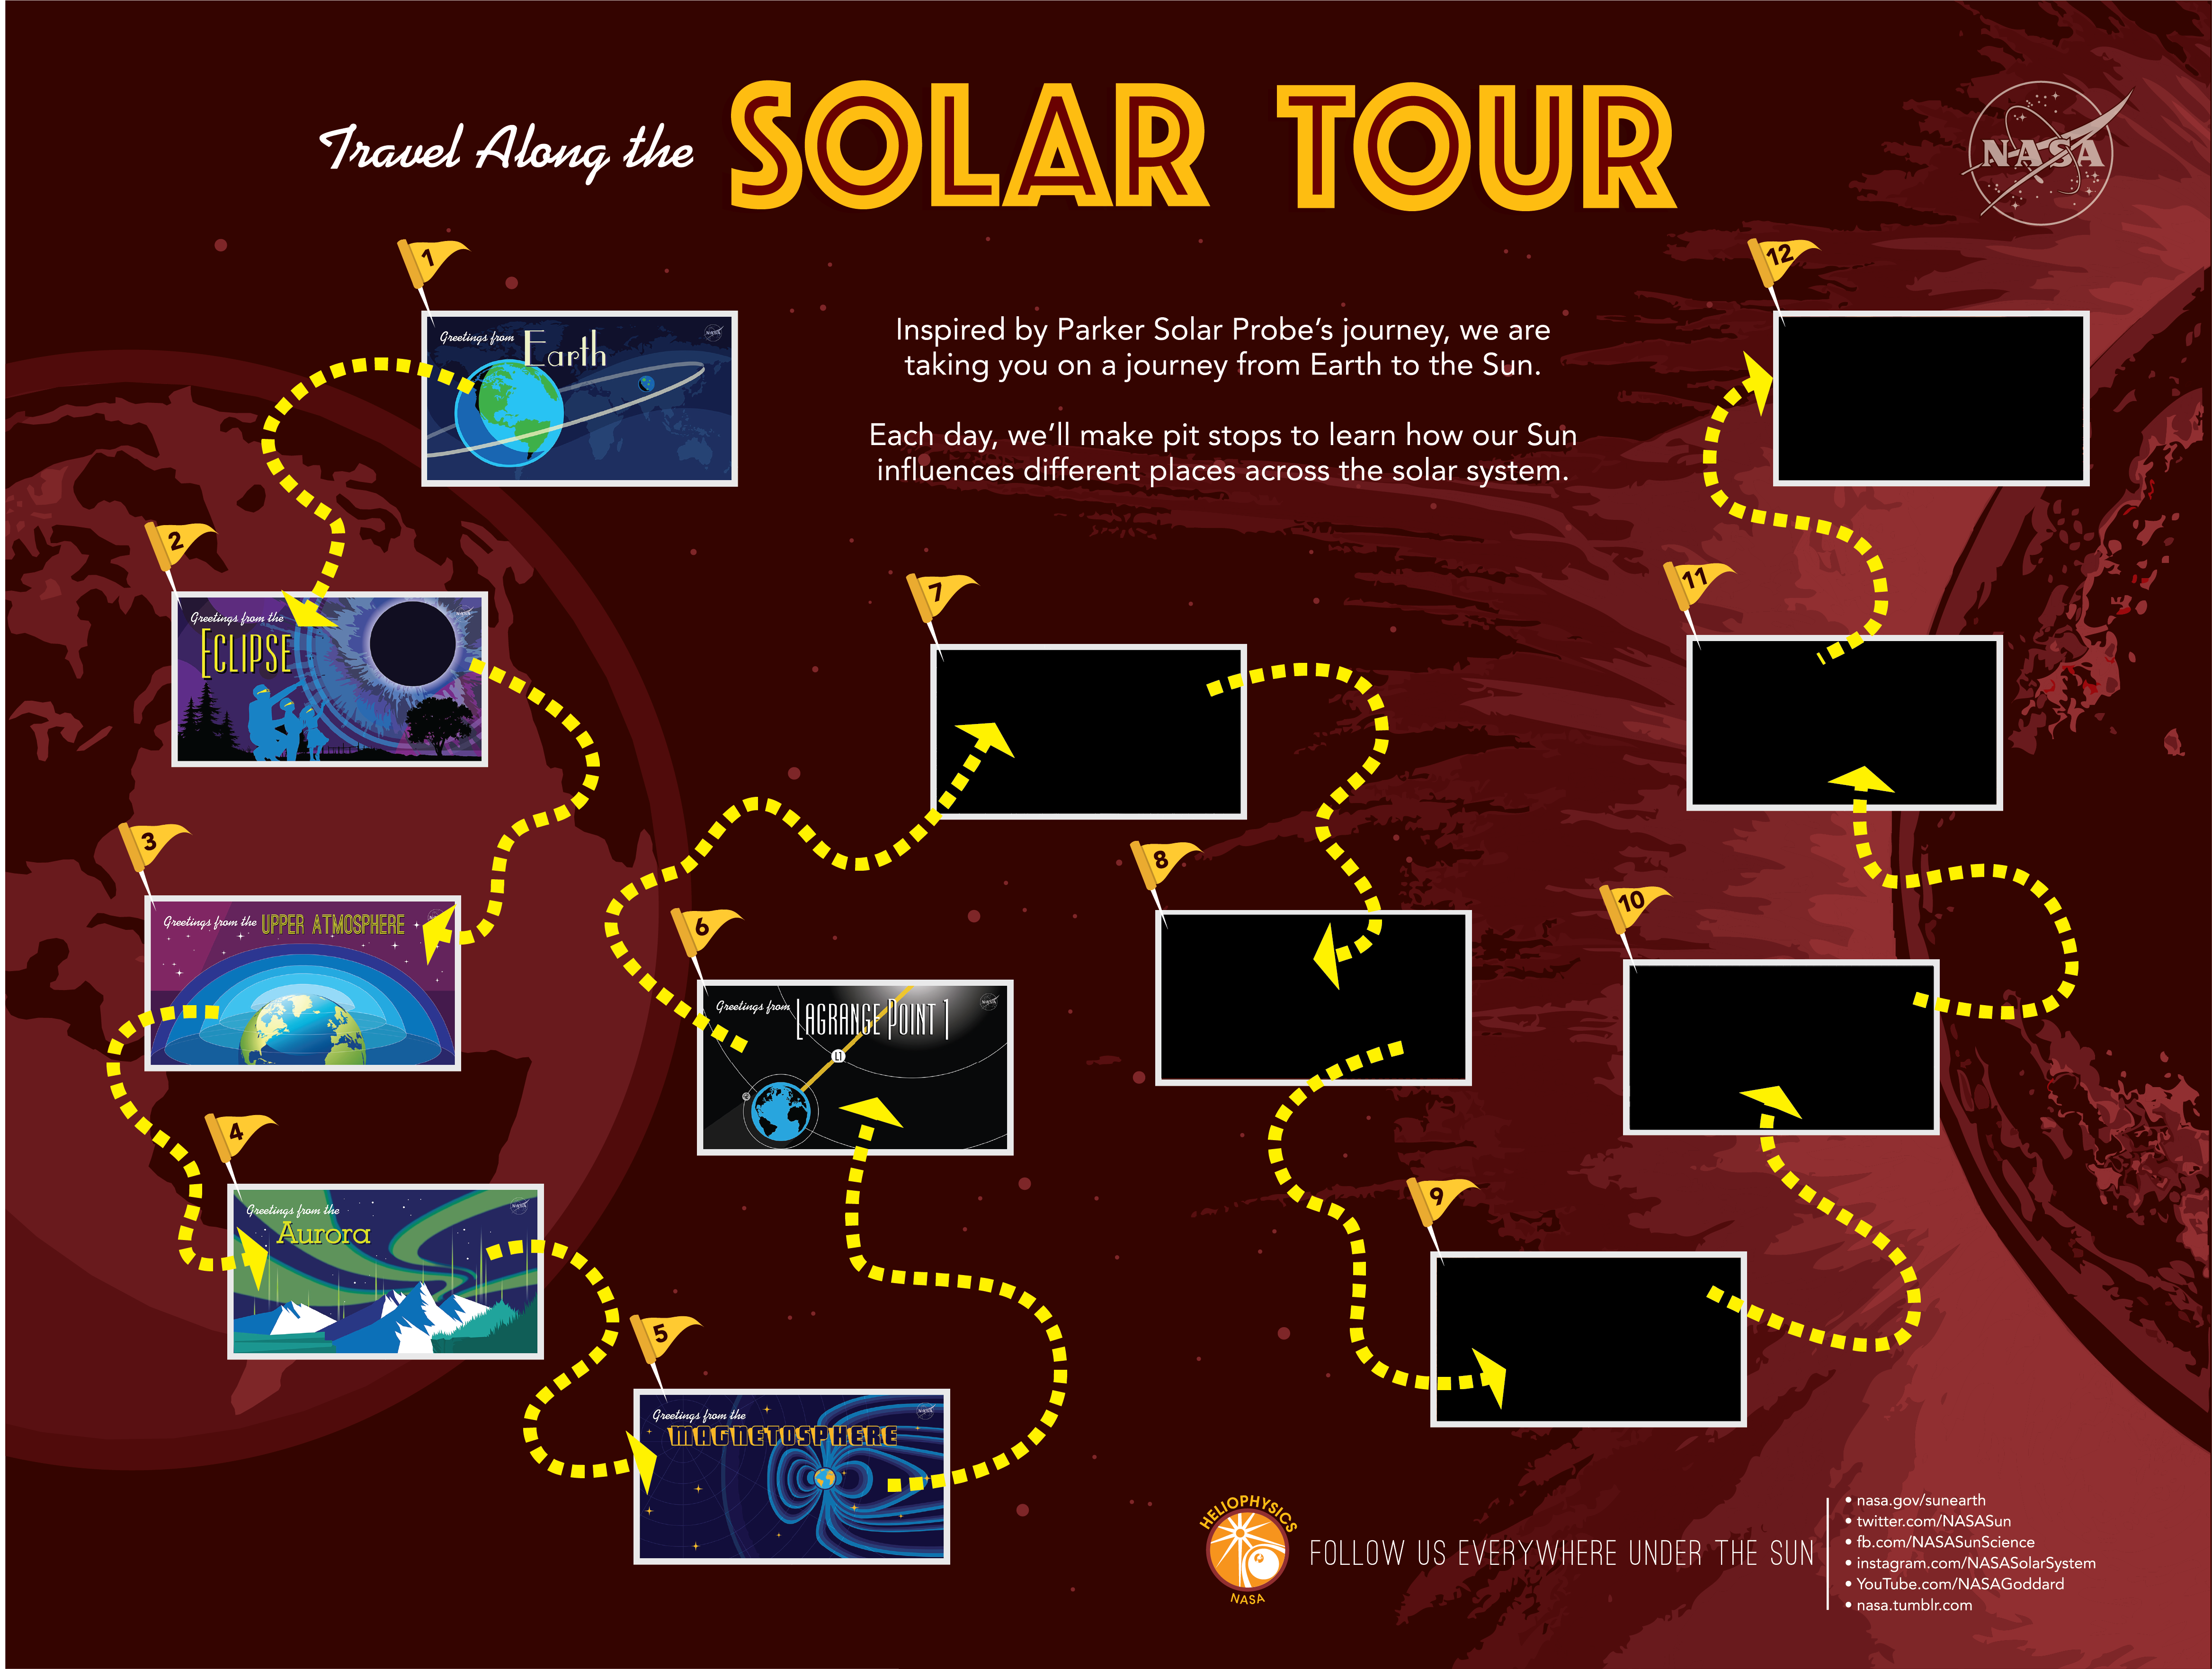 Travel Along the SOLAR TOUR
NASA
Inspired by Parker Solar Probe's journey, we are
taking you on a journey from Earth to the Sun.
Each day, we'll make pit stops to learn how our Sun
influences different places across the solar system.
1
Greetings from Earth
NASA
2
Greetings from the
ECLIPSE
NASA
3
Greetings from the UPPER ATMOSPHERE
4
Greetings from the
Aurora
NASA
5
Greetings from the
MAGNETOSPHERE
NASA
6
Greetings from LAGRANGE POINT 1
NASA
L1
7
8
9
10
11
12
HELIOPHYSICS
NASA
FOLLOW US EVERYWHERE UNDER THE SUN
• nasa.gov/sunearth
• twitter.com/NASASun
• fb.com/NASASunScience
• instagram.com/NASASolarSystem
• YouTube.com/NASAGoddard
• nasa.tumblr.com